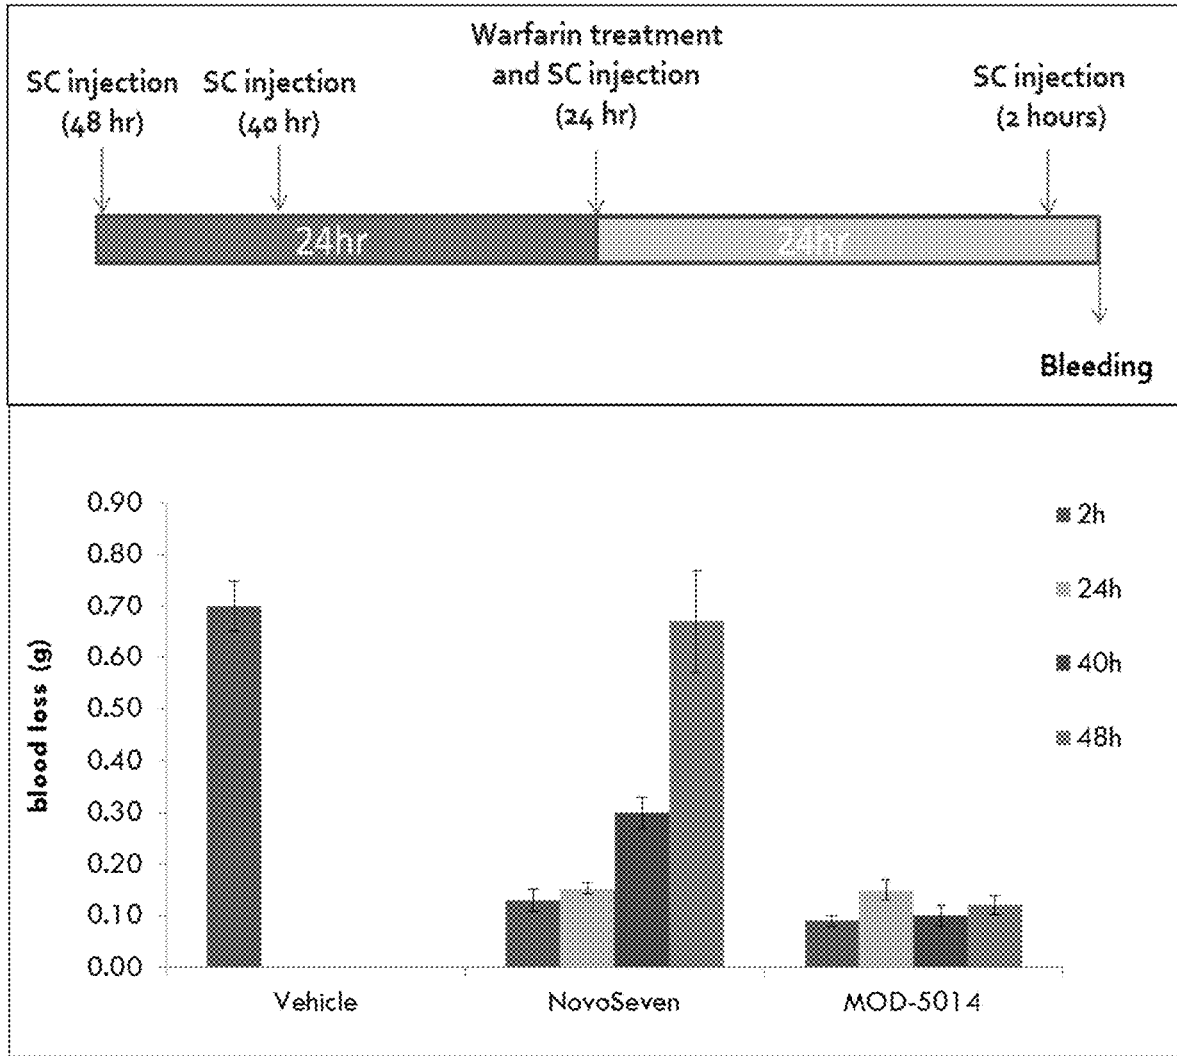 Warfarin treatment
and SC injection
(24 hr)
SC injection
(48 hr)
SC injection
(40 hr)
SC injection
(2 hours)
24hr
24hr
Bleeding
0.90
0.80
0.70
0.60
0.50
0.40
0.30
0.20
0.10
0.00
blood loss (g)
2h
24h
40h
48h
Vehicle
NovoSeven
MOD-5014